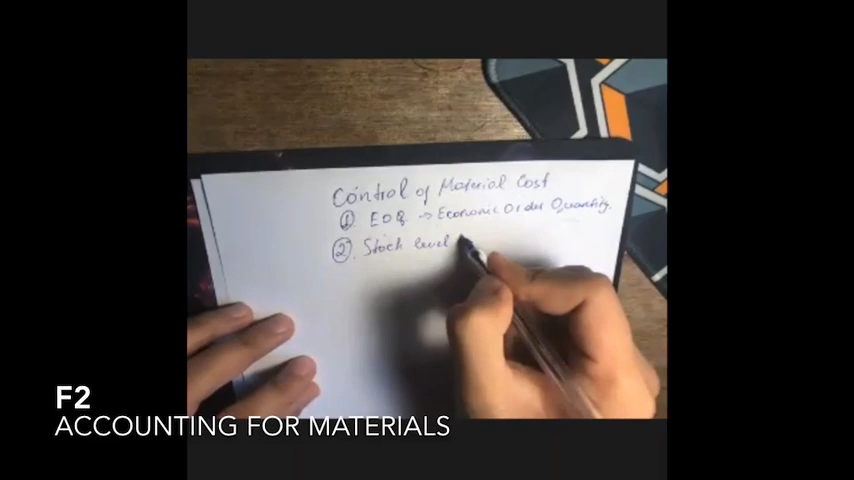 Control of Material Cost
① EOQ → Economic Order Quantity.
② Stock level
F2
ACCOUNTING FOR MATERIALS